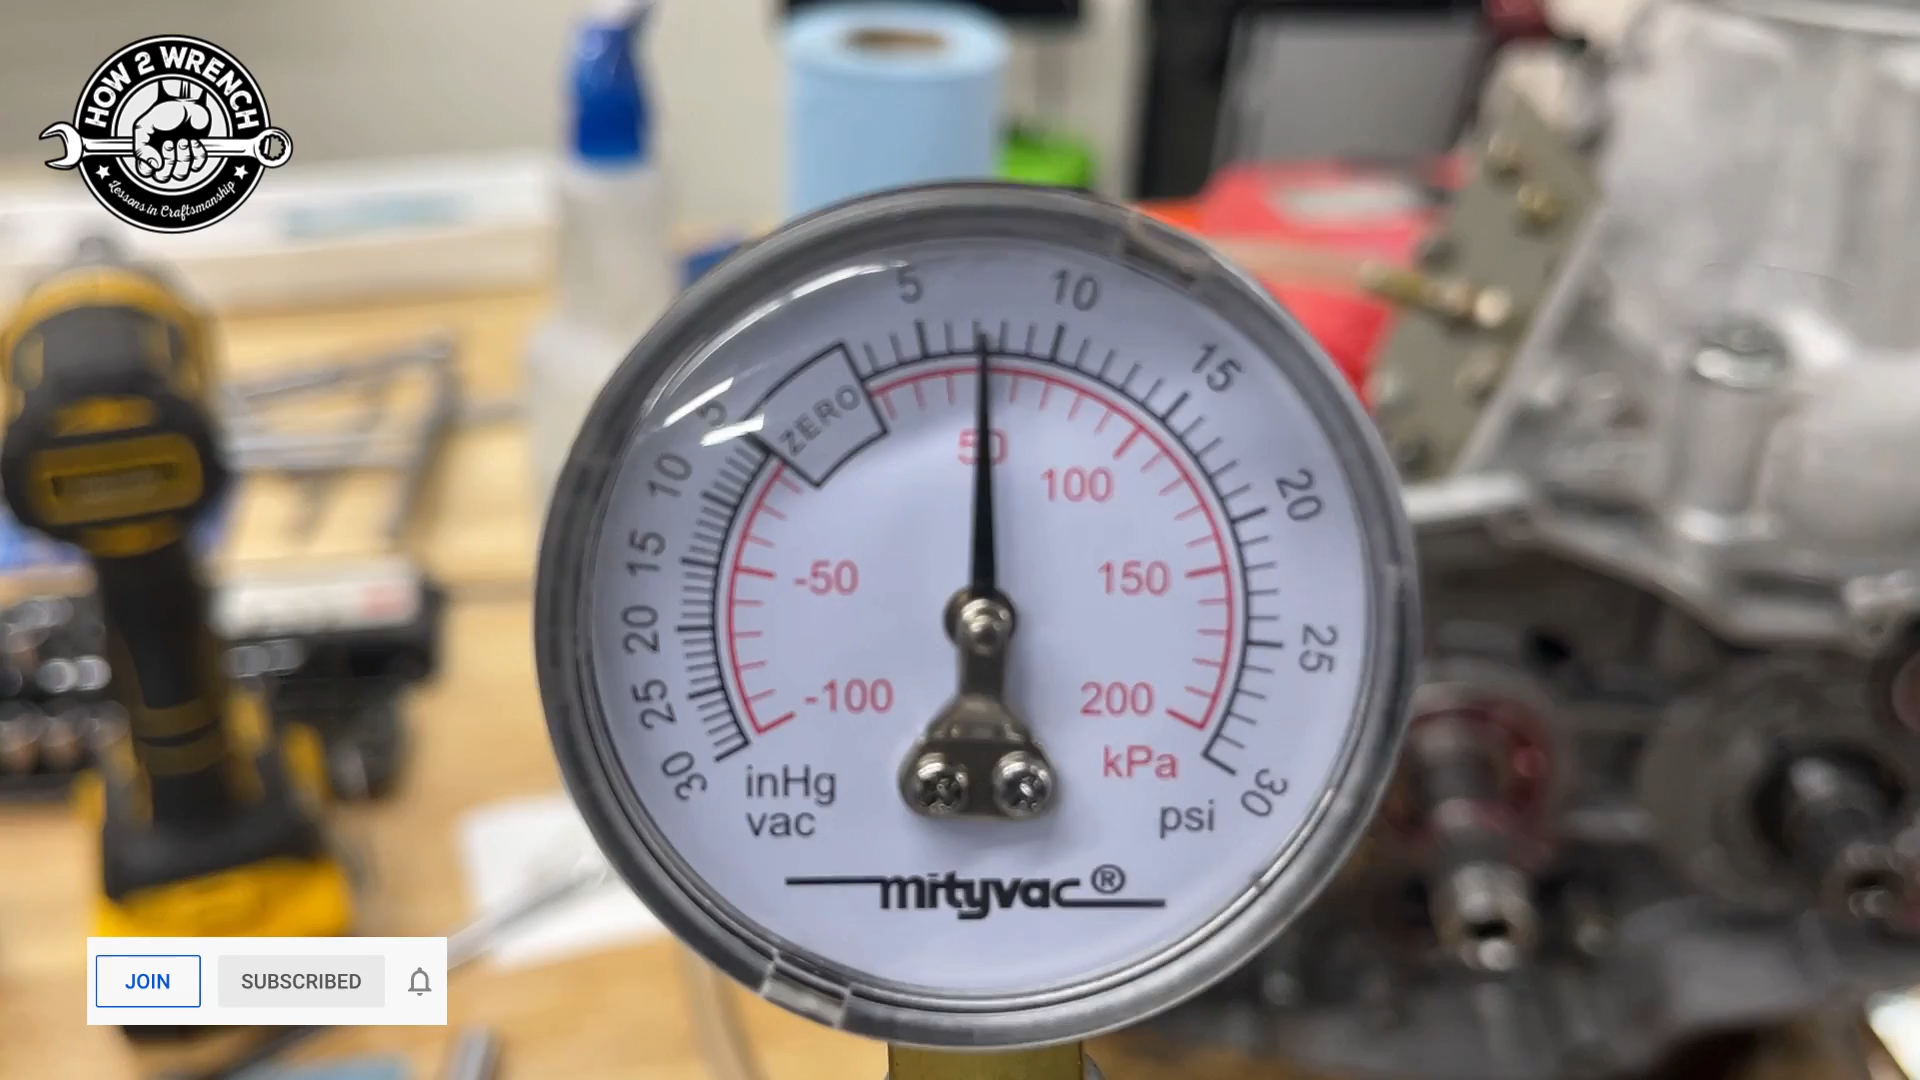 HOW 2 WRENCH
Lessons in Craftsmanship
5
10
15
20
25
30
psi
5
10
15
20
25
30
inHg
vac
ZERO
50
100
150
200
kPa
-50
-100
mityvac®
JOIN
SUBSCRIBED